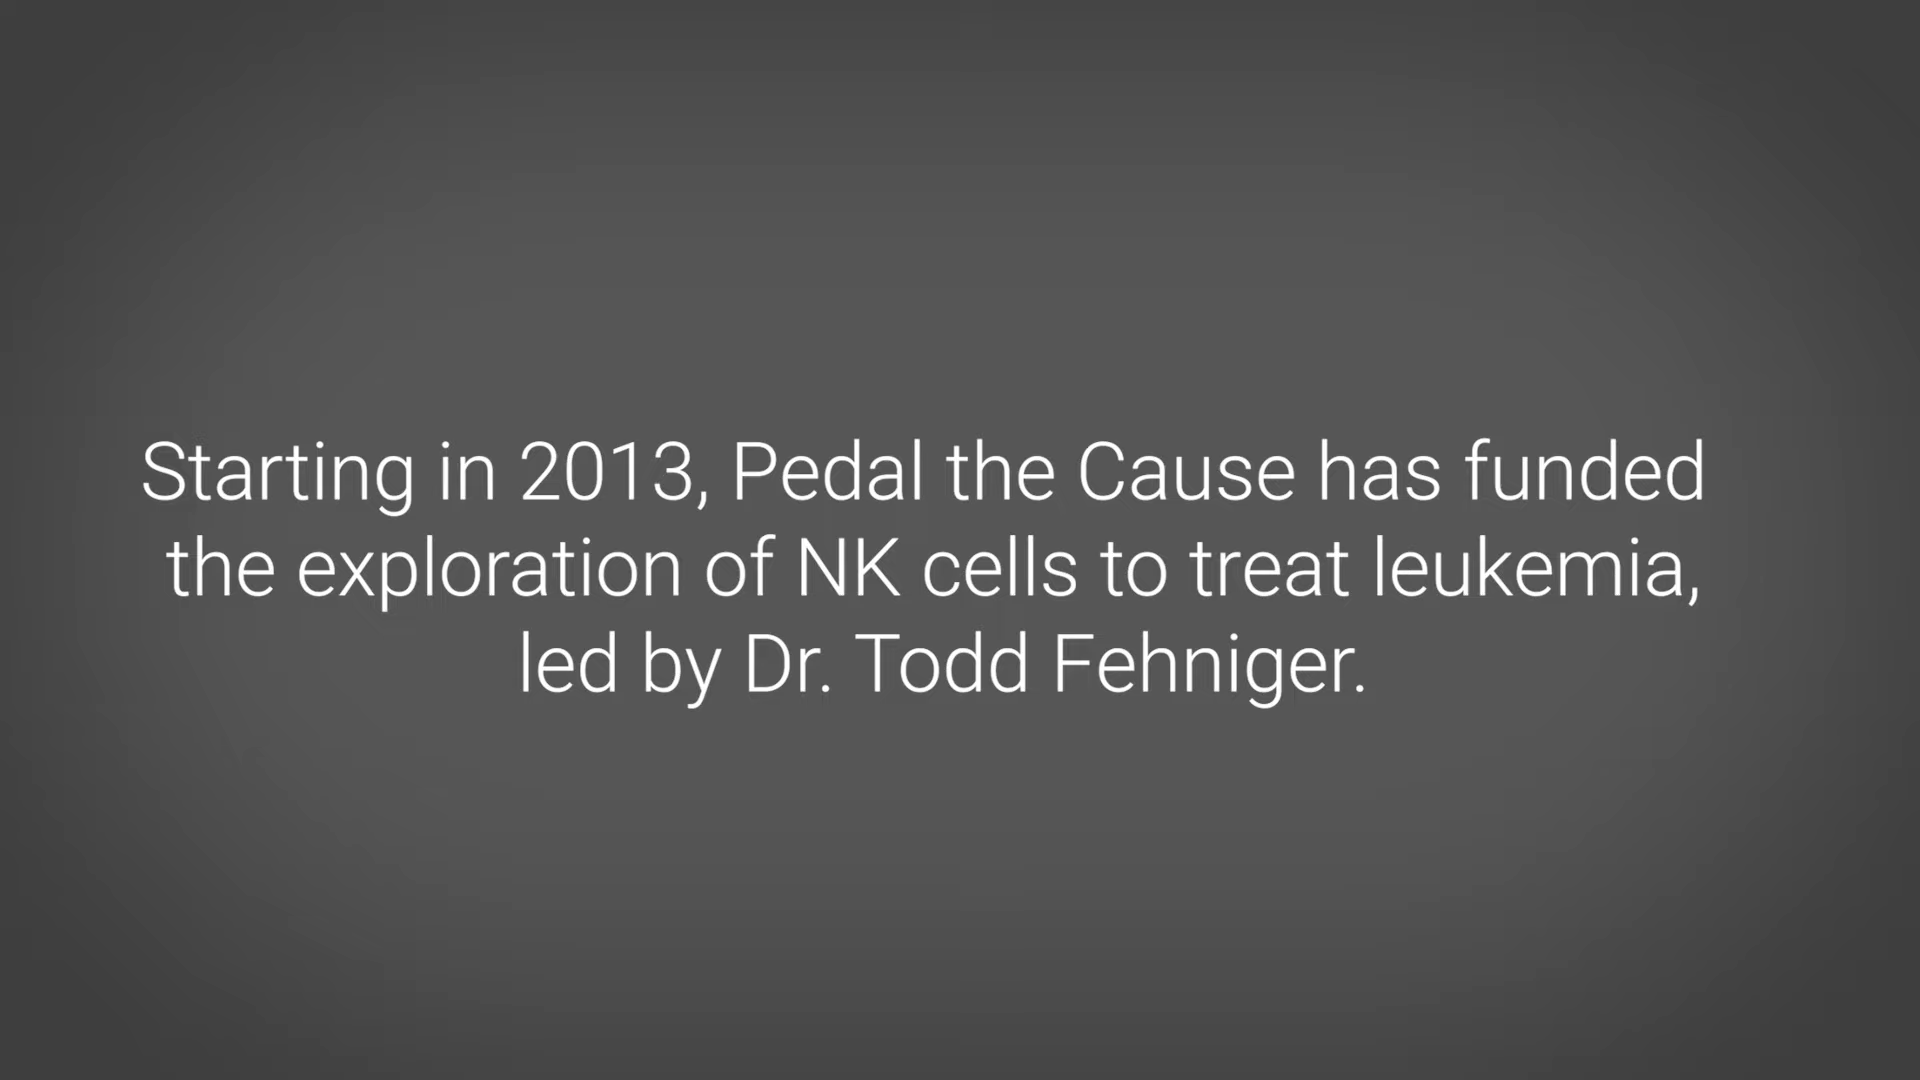 Starting in 2013, Pedal the Cause has funded
the exploration of NK cells to treat leukemia,
led by Dr. Todd Fehniger.